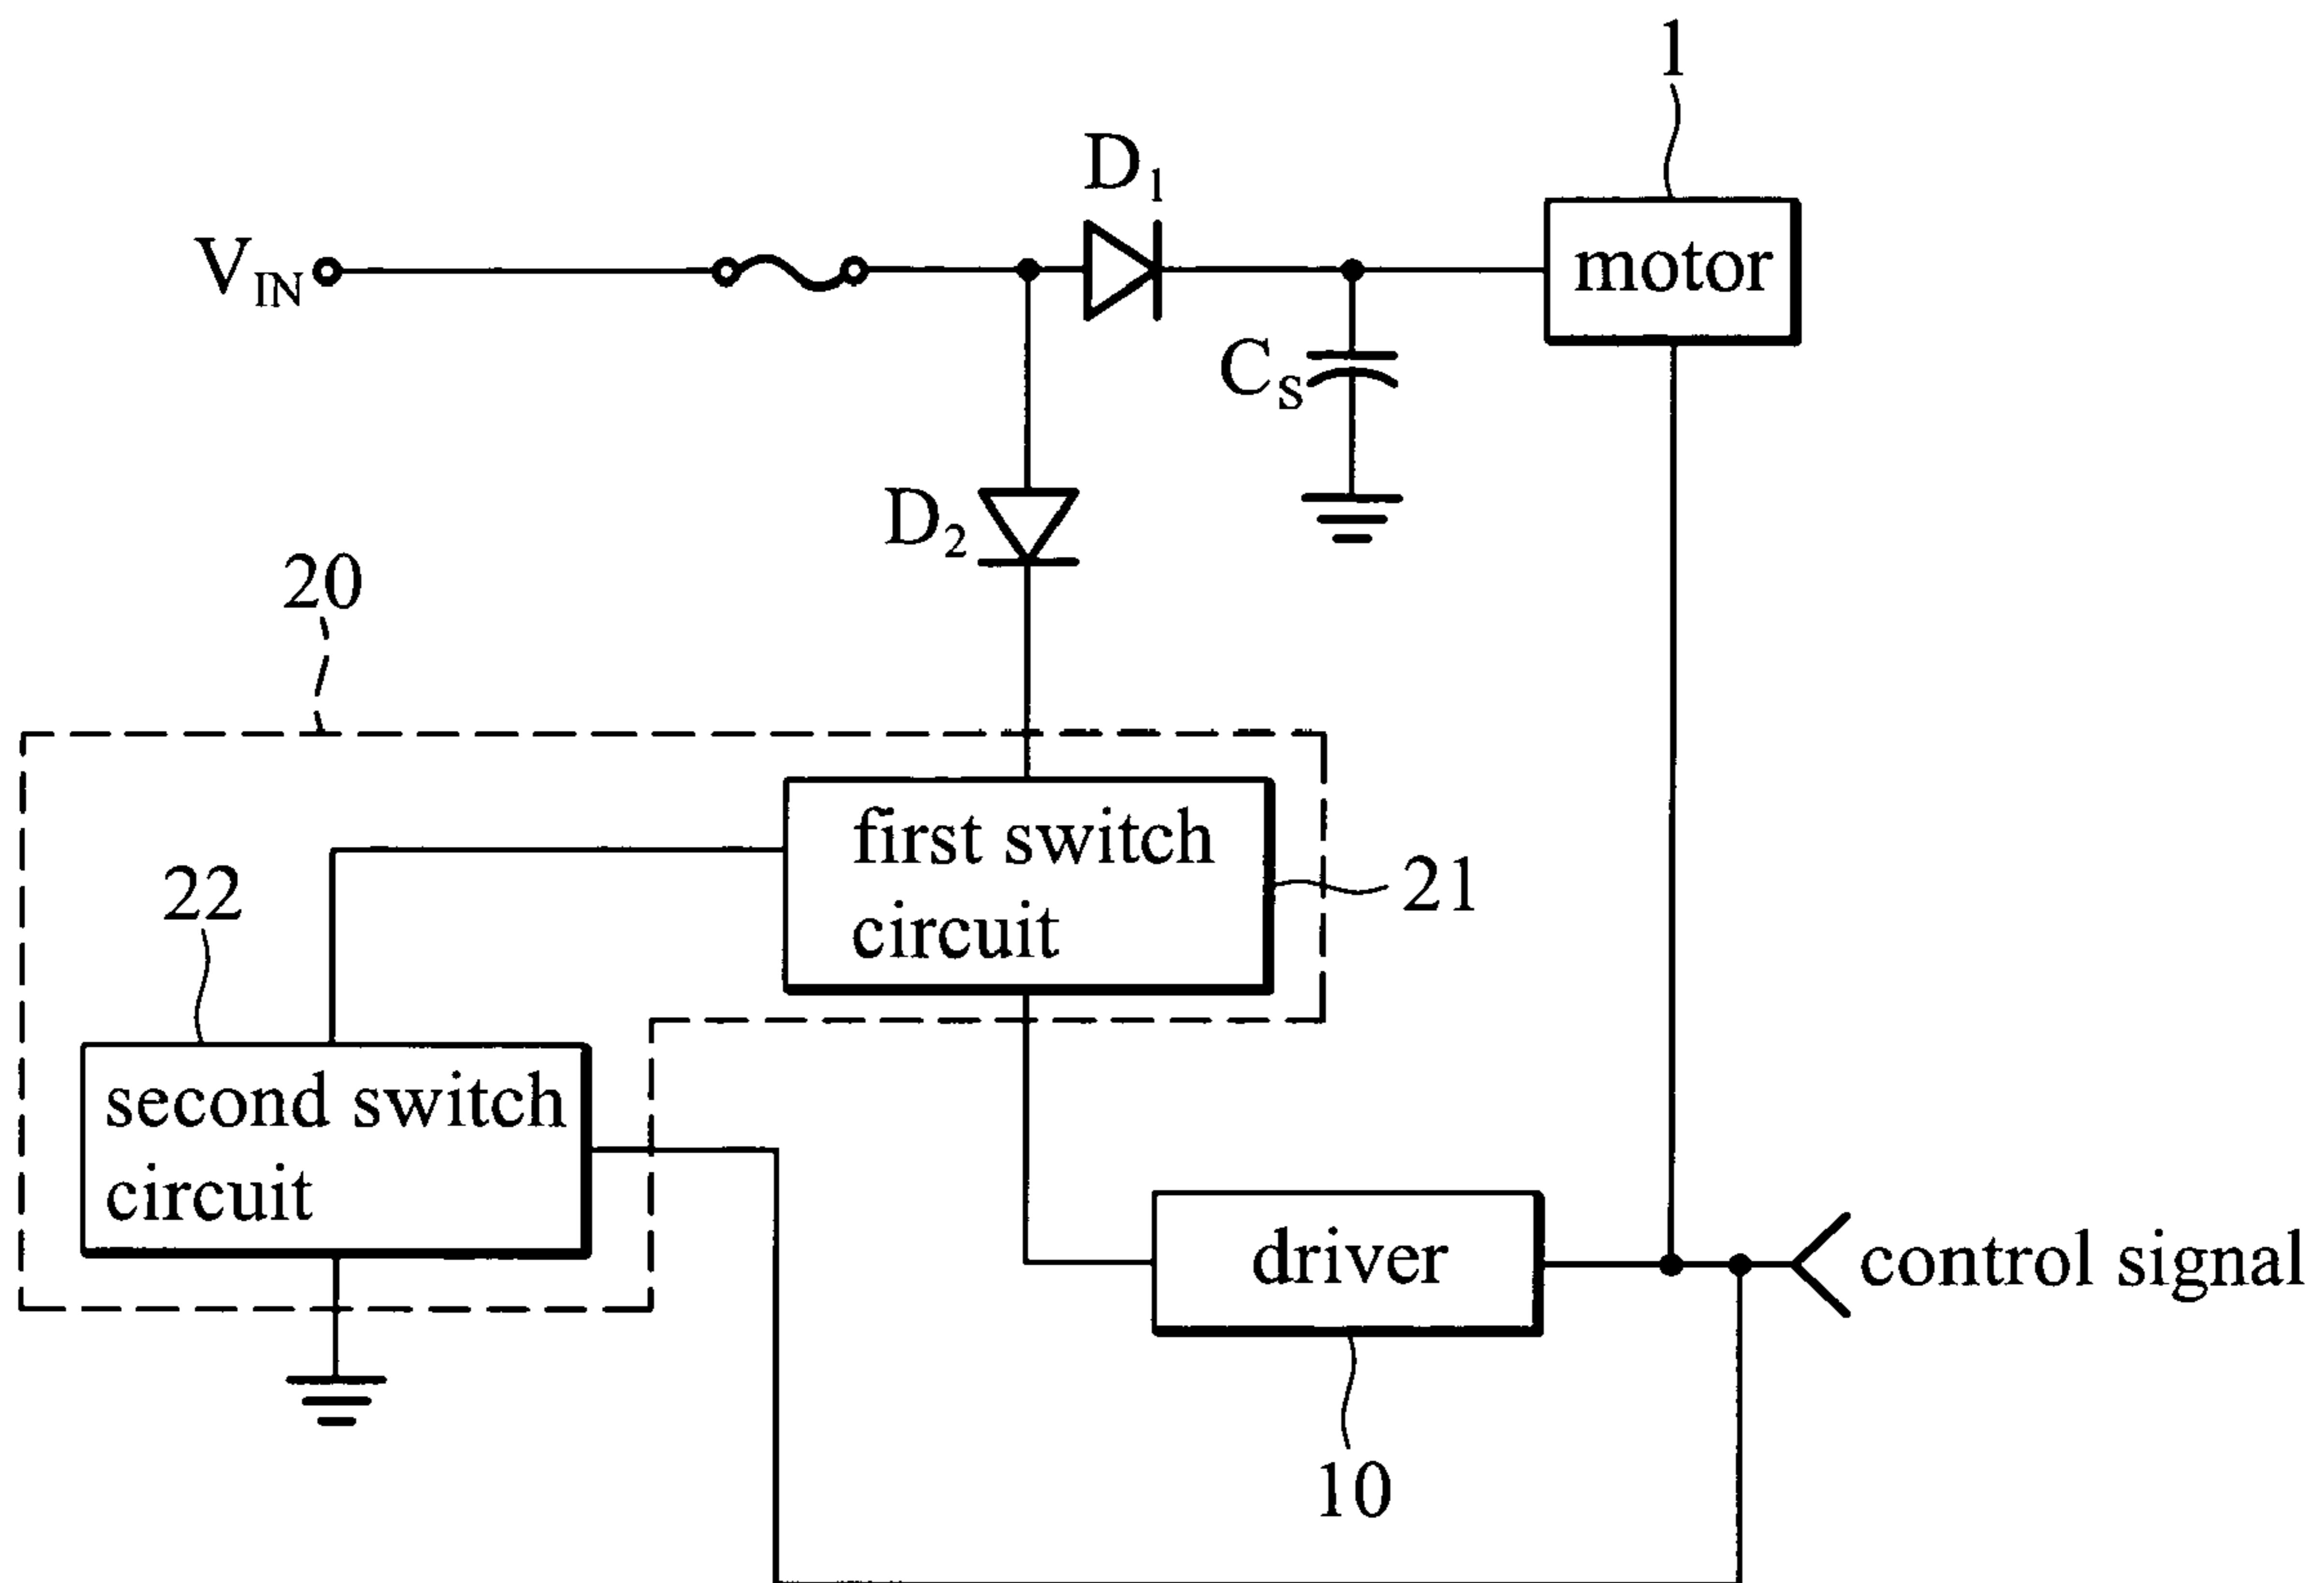 1
D1
VIN
motor
CS
D2
20
first switch
circuit
21
22
second switch
circuit
driver
control signal
10